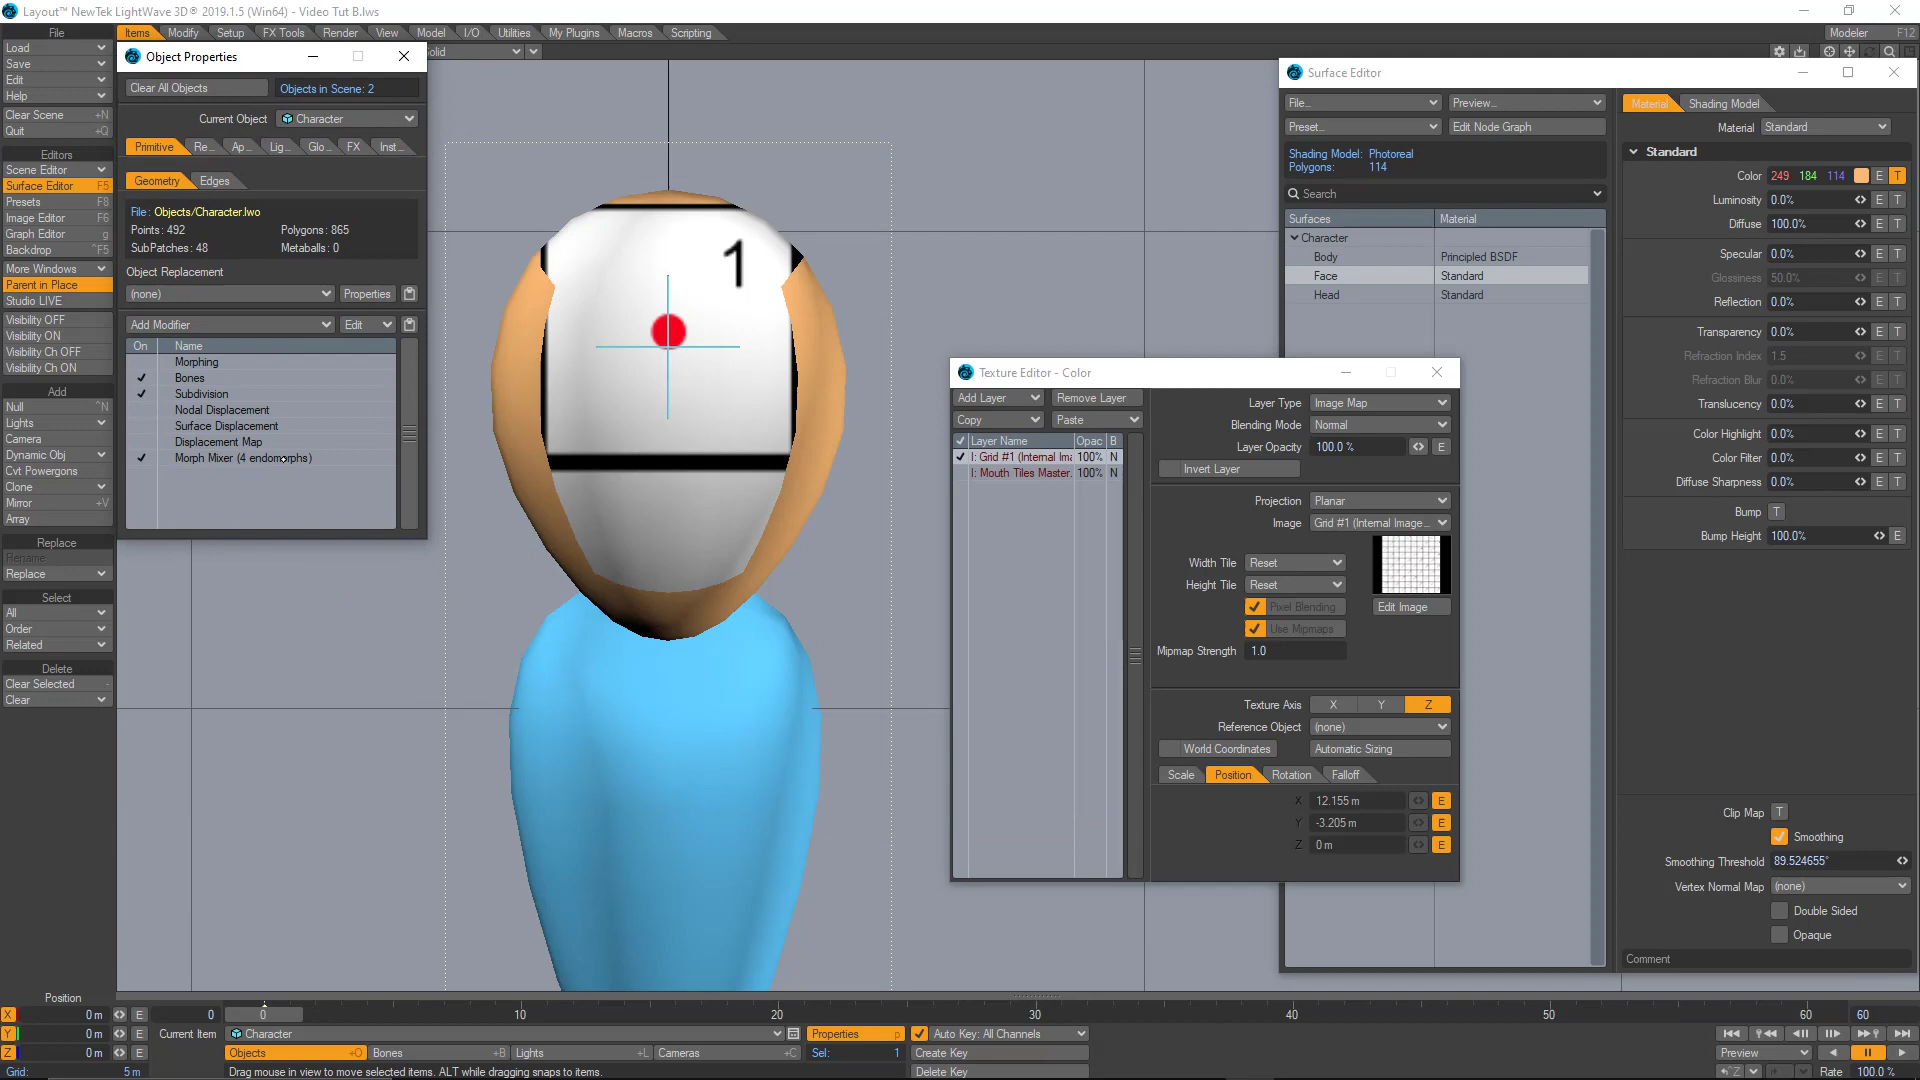 Layout™ NewTek LightWave 3D® 2019.1.5 (Win64) - Video Tut B.lws
File
Load
Save
Edit
Help
Clear Scene +N
Quit +Q
Editors
Scene Editor
Surface Editor F5
Presets F8
Image Editor F6
Graph Editor g
Backdrop ^F5
More Windows
Parent in Place
Studio LIVE
Visibility OFF
Visibility ON
Visibility Ch OFF
Visibility Ch ON
Add
Null ^N
Lights
Camera
Dynamic Obj
Cvt Powergons
Clone
Mirror +V
Array
Replace
Rename
Replace
Select
All
Order
Related
Delete
Clear Selected -
Clear
Items Modify Setup FX Tools Render View Model I/O Utilities My Plugins Macros Scripting
Modeler F12
Object Properties
Clear All Objects Objects in Scene: 2
Current Object Character
Primitive Re... Ap... Lig... Glo... FX Inst...
Geometry Edges
File: Objects/Character.lwo
Points: 492 Polygons: 865
SubPatches: 48 Metaballs: 0
Object Replacement
(none) Properties
Add Modifier Edit
On Name
Morphing
Bones
Subdivision
Nodal Displacement
Surface Displacement
Displacement Map
Morph Mixer (4 endomorphs)
1
Texture Editor - Color
Add Layer Remove Layer
Copy Paste
Layer Name Opac B
I: Grid #1 (Internal Ima 100% N
I: Mouth Tiles Master. 100% N
Layer Type Image Map
Blending Mode Normal
Layer Opacity 100.0 % E
Invert Layer
Projection Planar
Image Grid #1 (Internal Image...
Width Tile Reset
Height Tile Reset
Pixel Blending
Edit Image
Use Mipmaps
Mipmap Strength 1.0
Texture Axis X Y Z
Reference Object (none)
World Coordinates Automatic Sizing
Scale Position Rotation Falloff
X 12.155 m E
Y -3.205 m E
Z 0 m E
Surface Editor
File... Preview...
Preset... Edit Node Graph
Shading Model: Photoreal
Polygons: 114
Search
Surfaces Material
Character
Body Principled BSDF
Face Standard
Head Standard
Material Shading Model
Material Standard
Standard
Color 249 184 114 E T
Luminosity 0.0% E T
Diffuse 100.0% E T
Specular 0.0% E T
Glossiness 50.0% E T
Reflection 0.0% E T
Transparency 0.0% E T
Refraction Index 1.5 E T
Refraction Blur 0.0% E T
Translucency 0.0% E T
Color Highlight 0.0% E T
Color Filter 0.0% E T
Diffuse Sharpness 0.0% E T
Bump T
Bump Height 100.0% E
Clip Map T
Smoothing
Smoothing Threshold 89.524655°
Vertex Normal Map (none)
Double Sided
Opaque
Comment
Position
X 0 m E
Y 0 m E
Z 0 m E
Grid: 5 m
0 0 10 20 30 40 50 60 60
Current Item Character Properties p Auto Key: All Channels
Objects +O Bones +B Lights +L Cameras +C Sel: 1 Create Key
Drag mouse in view to move selected items. ALT while dragging snaps to items. Delete Key
Preview
^Z Rate 100.0 %